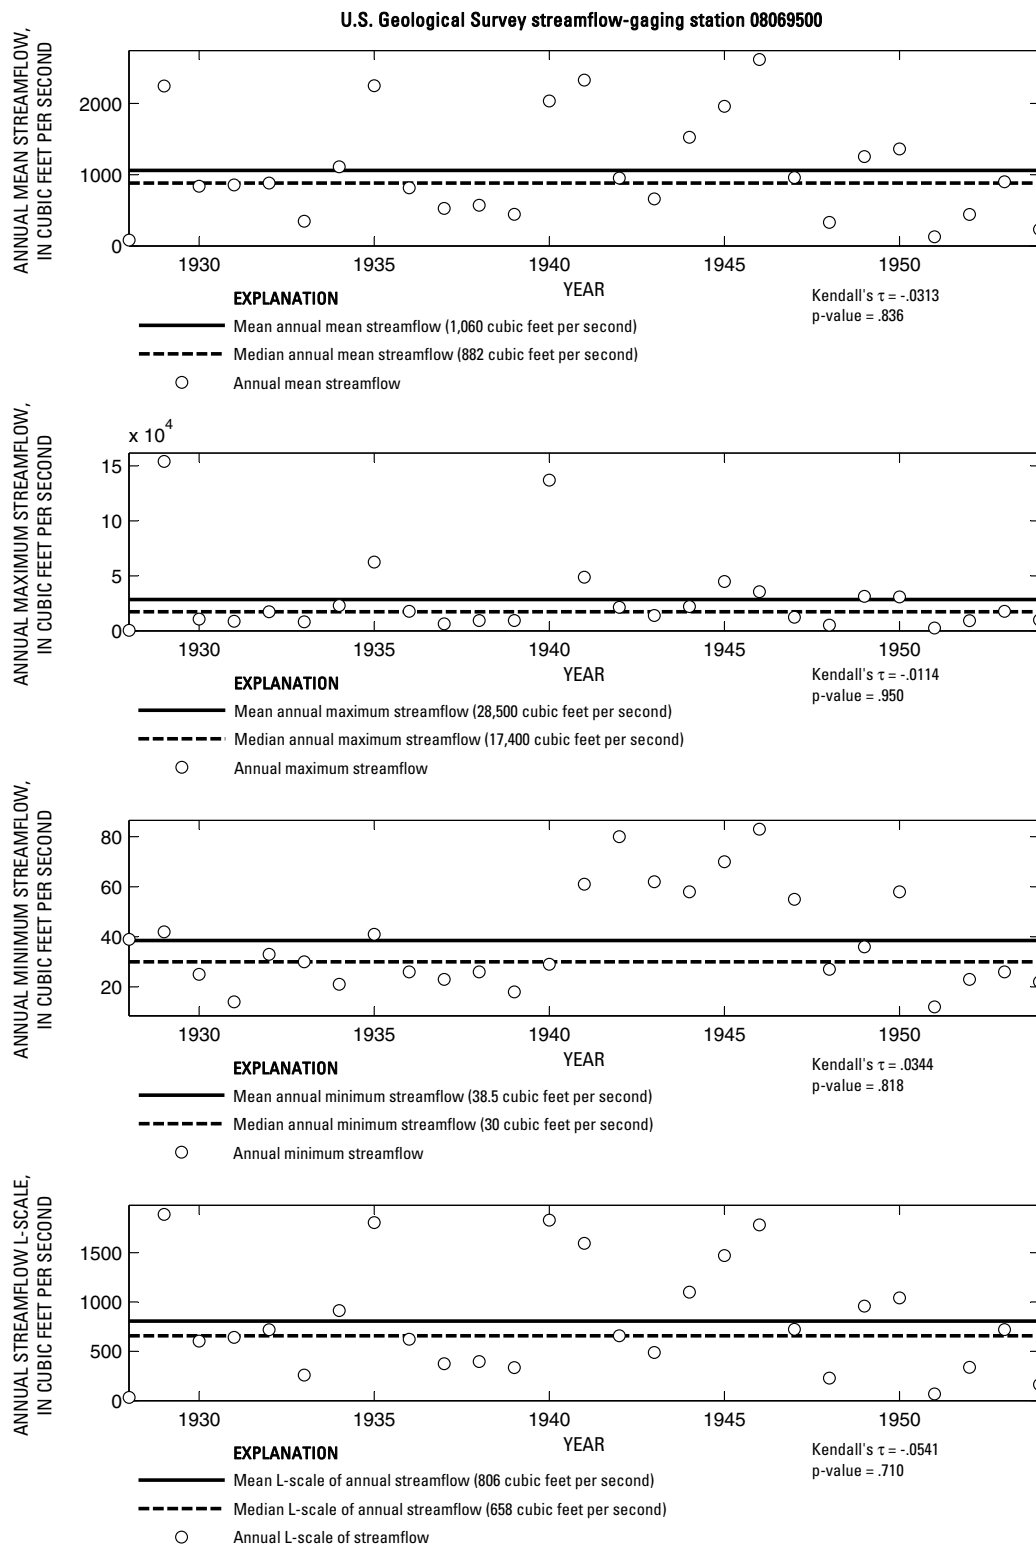 U.S. Geological Survey streamflow-gaging station 08069500
ANNUAL MEAN STREAMFLOW,
IN CUBIC FEET PER SECOND
2000
1000
0
1930 1935 1940 1945 1950
YEAR
Kendall's τ = -.0313
p-value = .836
EXPLANATION
Mean annual mean streamflow (1,060 cubic feet per second)
Median annual mean streamflow (882 cubic feet per second)
Annual mean streamflow
ANNUAL MAXIMUM STREAMFLOW,
IN CUBIC FEET PER SECOND
x 10^4
15
10
5
0
1930 1935 1940 1945 1950
YEAR
Kendall's τ = -.0114
p-value = .950
EXPLANATION
Mean annual maximum streamflow (28,500 cubic feet per second)
Median annual maximum streamflow (17,400 cubic feet per second)
Annual maximum streamflow
ANNUAL MINIMUM STREAMFLOW,
IN CUBIC FEET PER SECOND
80
60
40
20
1930 1935 1940 1945 1950
YEAR
Kendall's τ = .0344
p-value = .818
EXPLANATION
Mean annual minimum streamflow (38.5 cubic feet per second)
Median annual minimum streamflow (30 cubic feet per second)
Annual minimum streamflow
ANNUAL STREAMFLOW L-SCALE,
IN CUBIC FEET PER SECOND
1500
1000
500
0
1930 1935 1940 1945 1950
YEAR
Kendall's τ = -.0541
p-value = .710
EXPLANATION
Mean L-scale of annual streamflow (806 cubic feet per second)
Median L-scale of annual streamflow (658 cubic feet per second)
Annual L-scale of streamflow